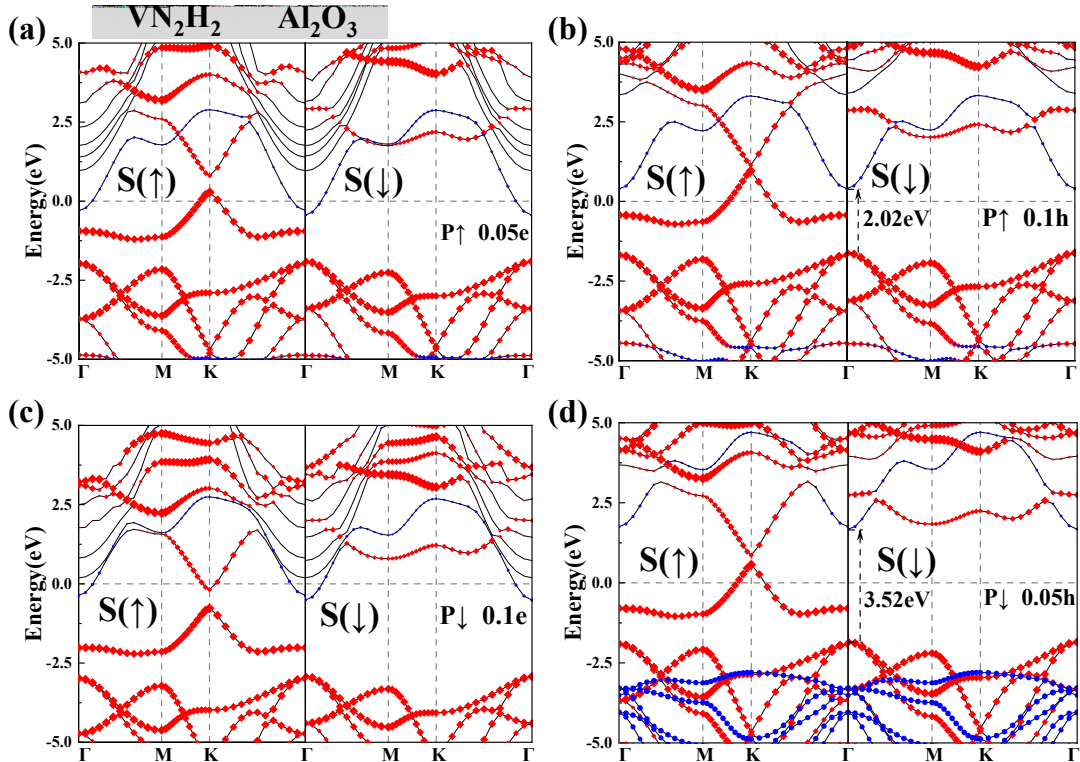 VN₂H₂ Al₂O₃
(a)
5.0
2.5
0.0
-2.5
-5.0
Energy(eV)
S(↑)
S(↓)
P↑ 0.05e
Γ M K Γ M K Γ
(b)
5.0
2.5
0.0
-2.5
-5.0
Energy(eV)
S(↑)
S(↓)
2.02eV
P↑ 0.1h
Γ M K Γ M K Γ
(c)
5.0
2.5
0.0
-2.5
-5.0
Energy(eV)
S(↑)
S(↓)
P↓ 0.1e
Γ M K Γ M K Γ
(d)
5.0
2.5
0.0
-2.5
-5.0
Energy(eV)
S(↑)
S(↓)
3.52eV
P↓ 0.05h
Γ M K Γ M K Γ